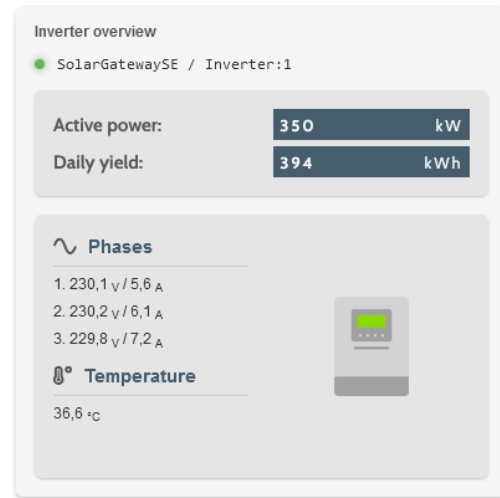 Inverter overview
SolarGatewaySE / Inverter:1
Active power: 350 kW
Daily yield: 394 kWh
Phases
1. 230,1 V / 5,6 A
2. 230,2 V / 6,1 A
3. 229,8 V / 7,2 A
Temperature
36,6 °C